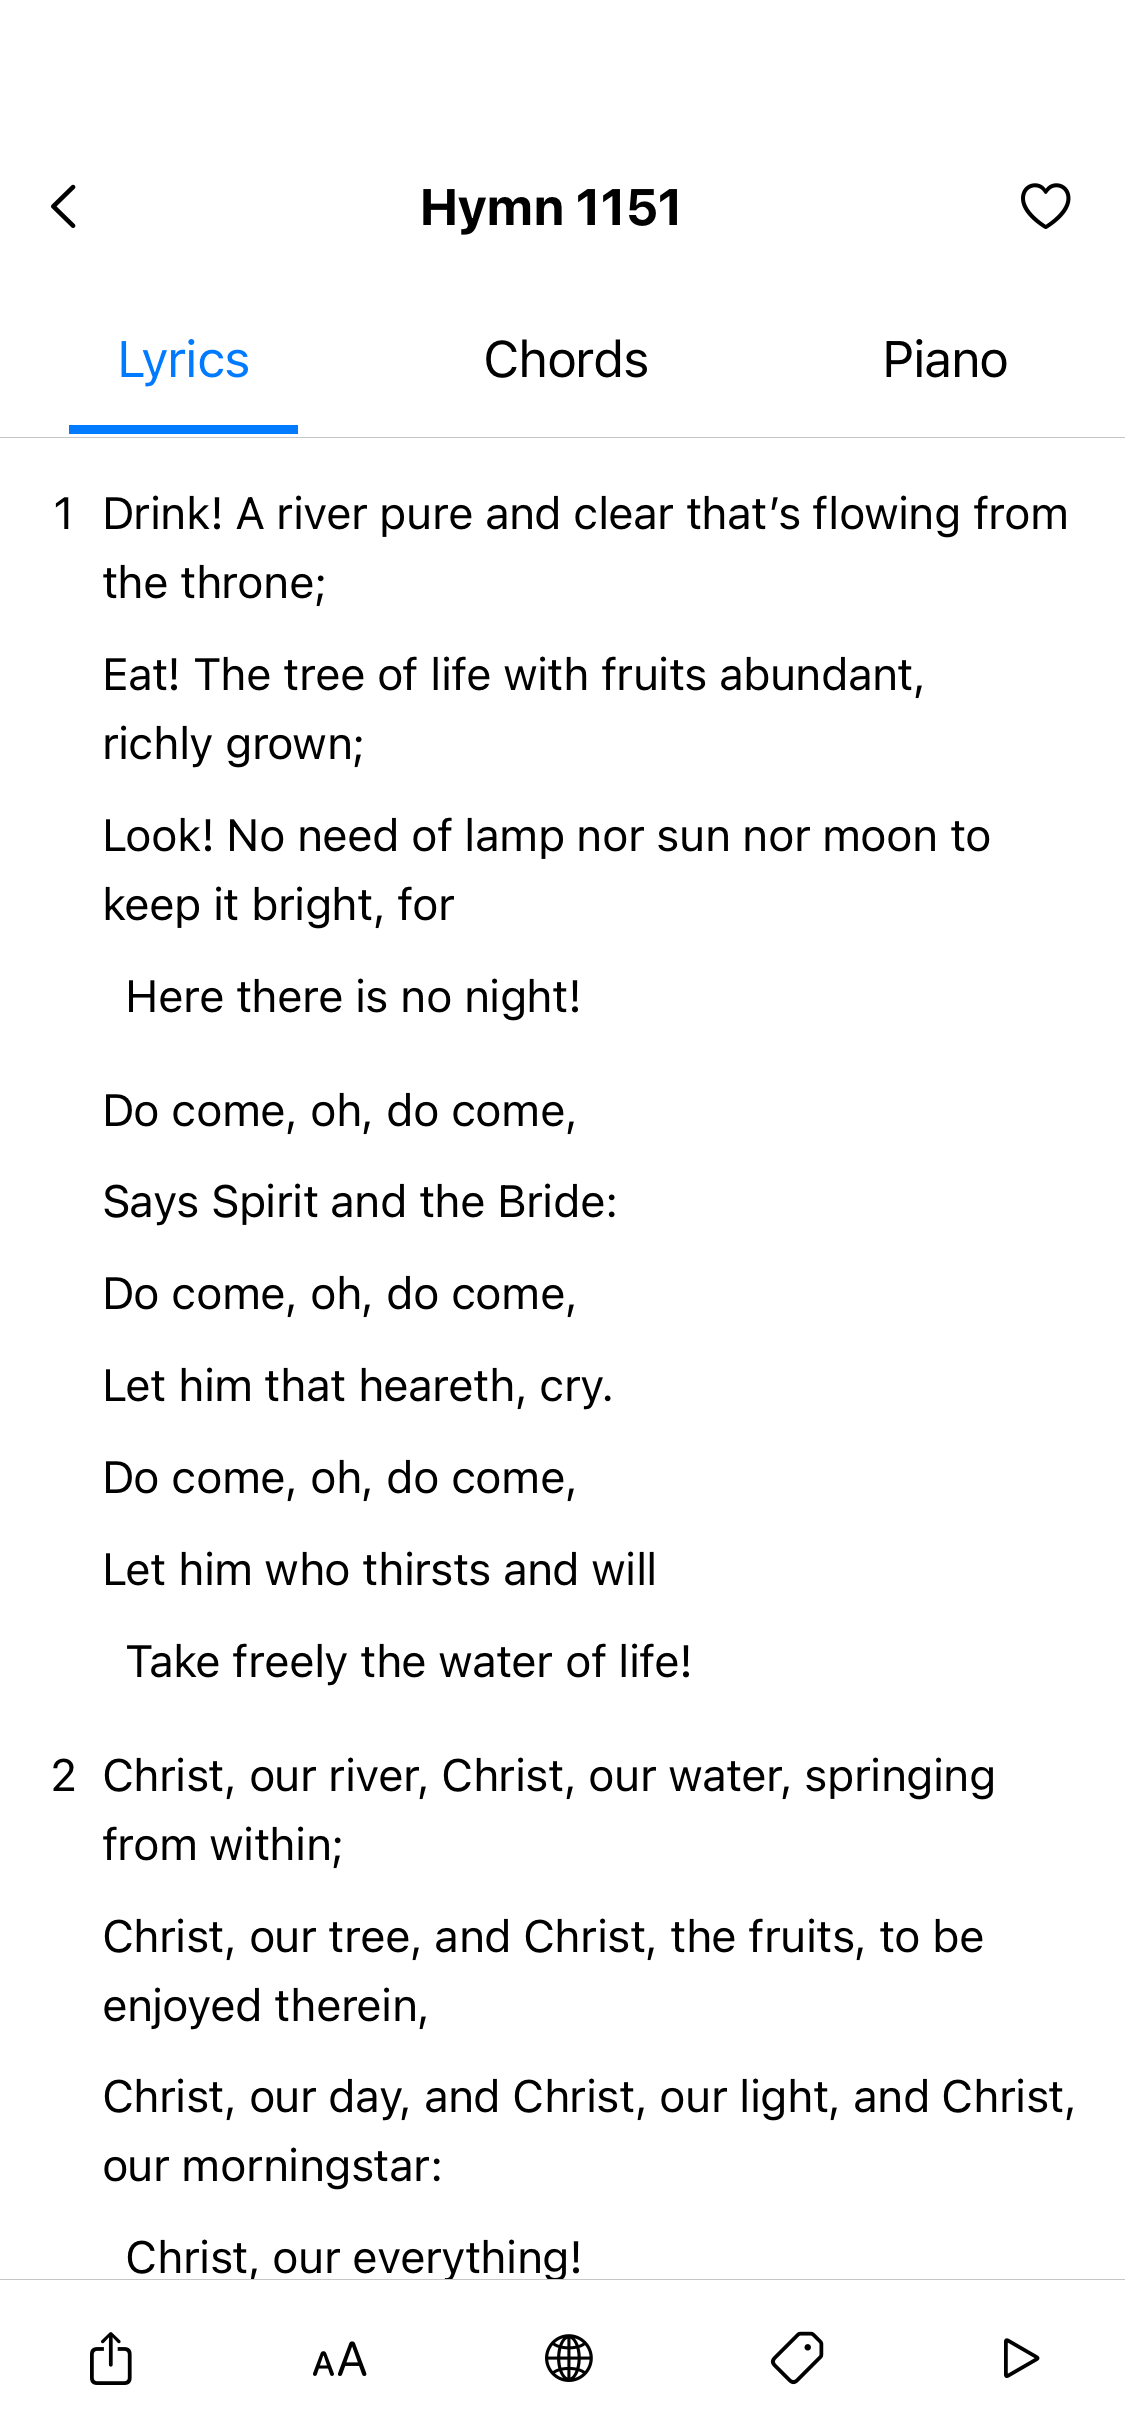 Hymn 1151
Lyrics Chords Piano
1 Drink! A river pure and clear that’s flowing from
the throne;
Eat! The tree of life with fruits abundant,
richly grown;
Look! No need of lamp nor sun nor moon to
keep it bright, for
Here there is no night!
Do come, oh, do come,
Says Spirit and the Bride:
Do come, oh, do come,
Let him that heareth, cry.
Do come, oh, do come,
Let him who thirsts and will
Take freely the water of life!
2 Christ, our river, Christ, our water, springing
from within;
Christ, our tree, and Christ, the fruits, to be
enjoyed therein,
Christ, our day, and Christ, our light, and Christ,
our morningstar:
Christ, our everything!
AA